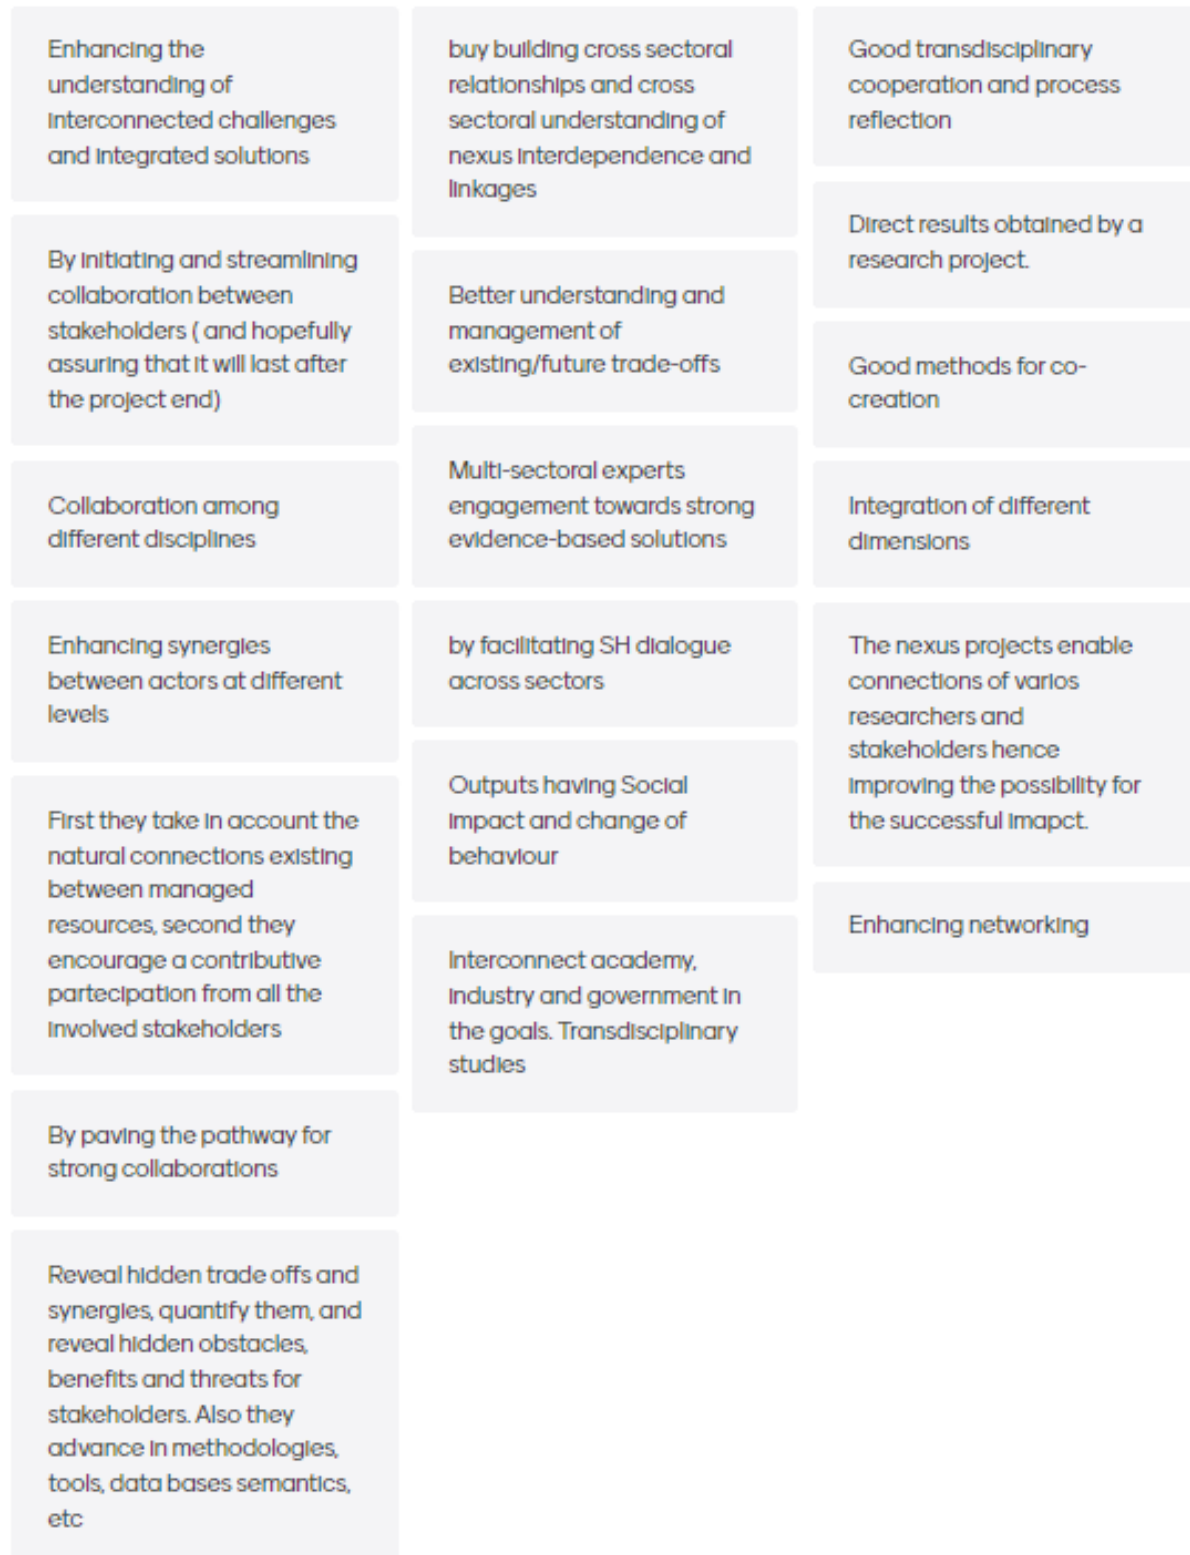 Enhancing the
understanding of
interconnected challenges
and integrated solutions
By initiating and streamlining
collaboration between
stakeholders ( and hopefully
assuring that it will last after
the project end)
Collaboration among
different disciplines
Enhancing synergies
between actors at different
levels
First they take in account the
natural connections existing
between managed
resources, second they
encourage a contributive
partecipation from all the
involved stakeholders
By paving the pathway for
strong collaborations
Reveal hidden trade offs and
synergies, quantify them, and
reveal hidden obstacles,
benefits and threats for
stakeholders. Also they
advance in methodologies,
tools, data bases semantics,
etc
buy building cross sectoral
relationships and cross
sectoral understanding of
nexus interdependence and
linkages
Better understanding and
management of
existing/future trade-offs
Multi-sectoral experts
engagement towards strong
evidence-based solutions
by facilitating SH dialogue
across sectors
Outputs having Social
impact and change of
behaviour
Interconnect academy,
industry and government in
the goals. Transdisciplinary
studies
Good transdisciplinary
cooperation and process
reflection
Direct results obtained by a
research project.
Good methods for co-
creation
Integration of different
dimensions
The nexus projects enable
connections of varios
researchers and
stakeholders hence
improving the possibility for
the successful imapct.
Enhancing networking